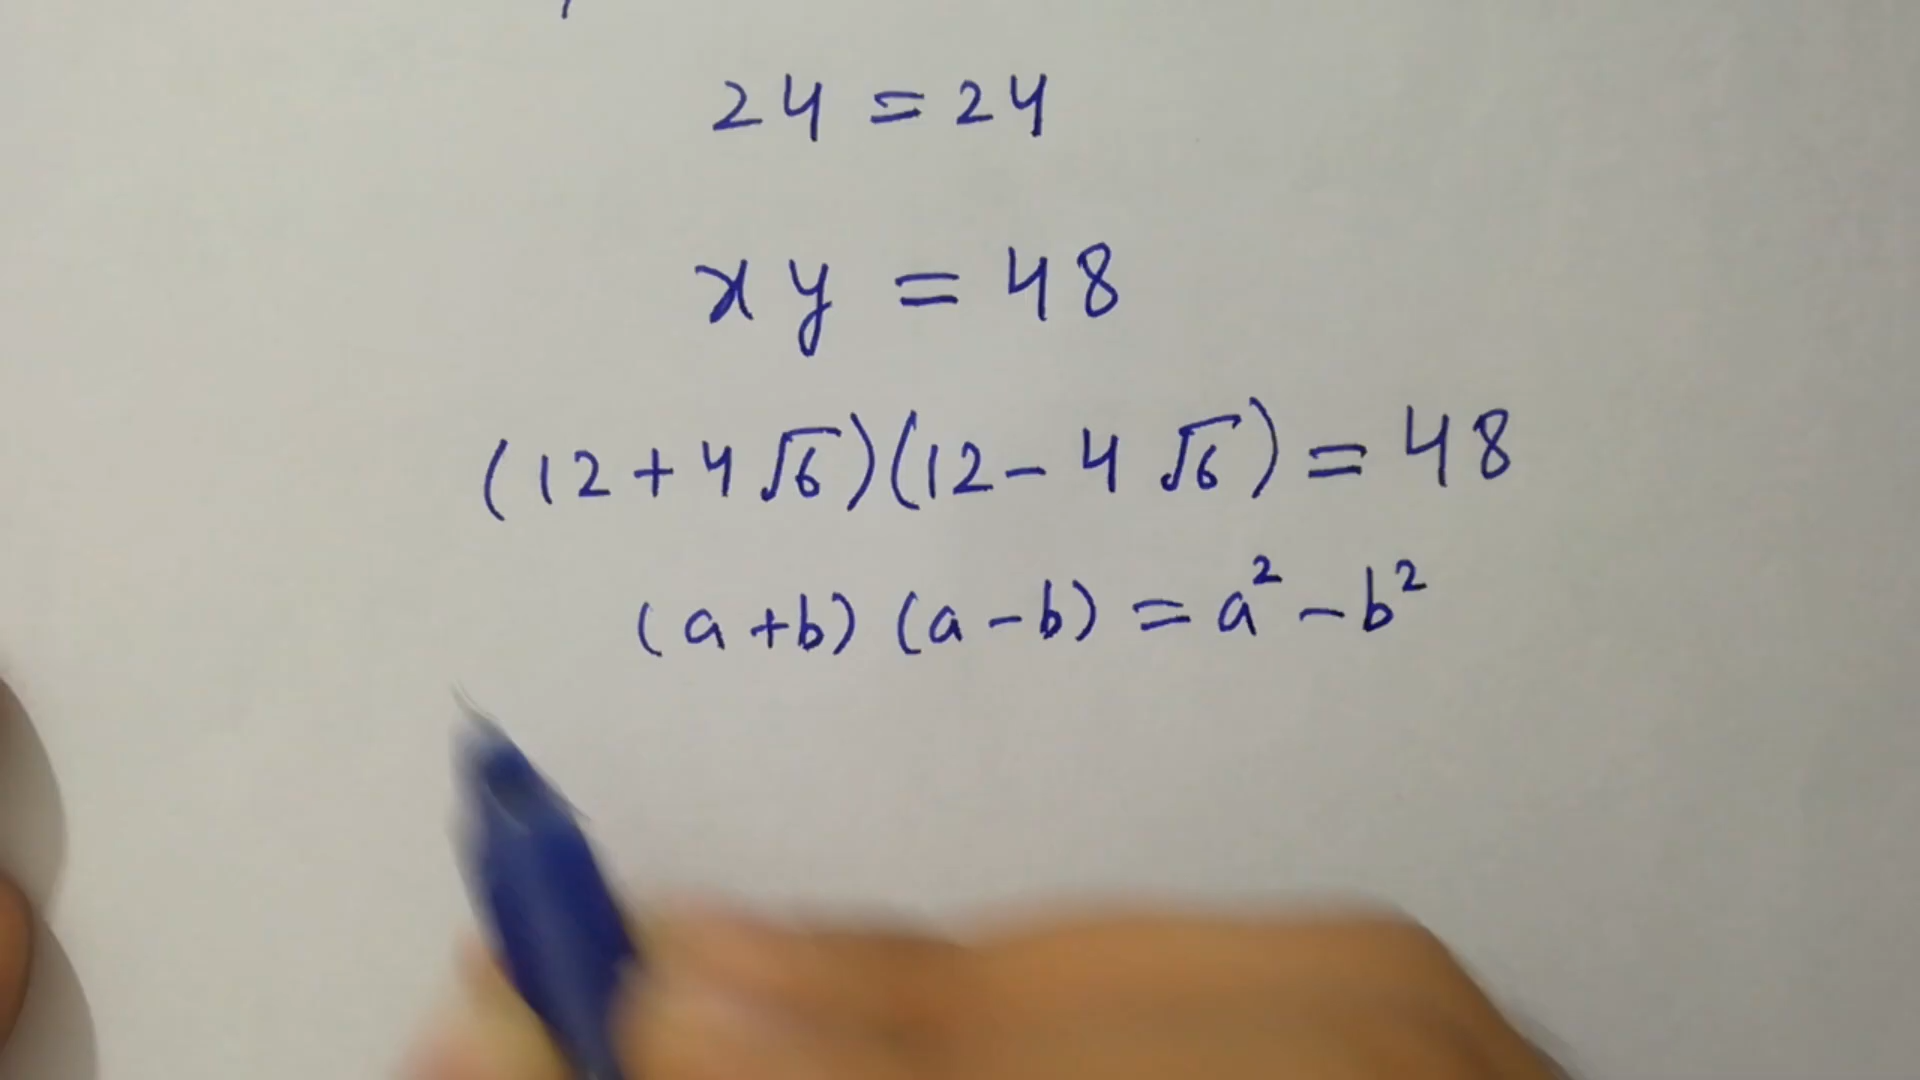 24 = 24
xy = 48
(12 + 4√6)(12 - 4√6) = 48
(a + b) (a - b) = a² - b²